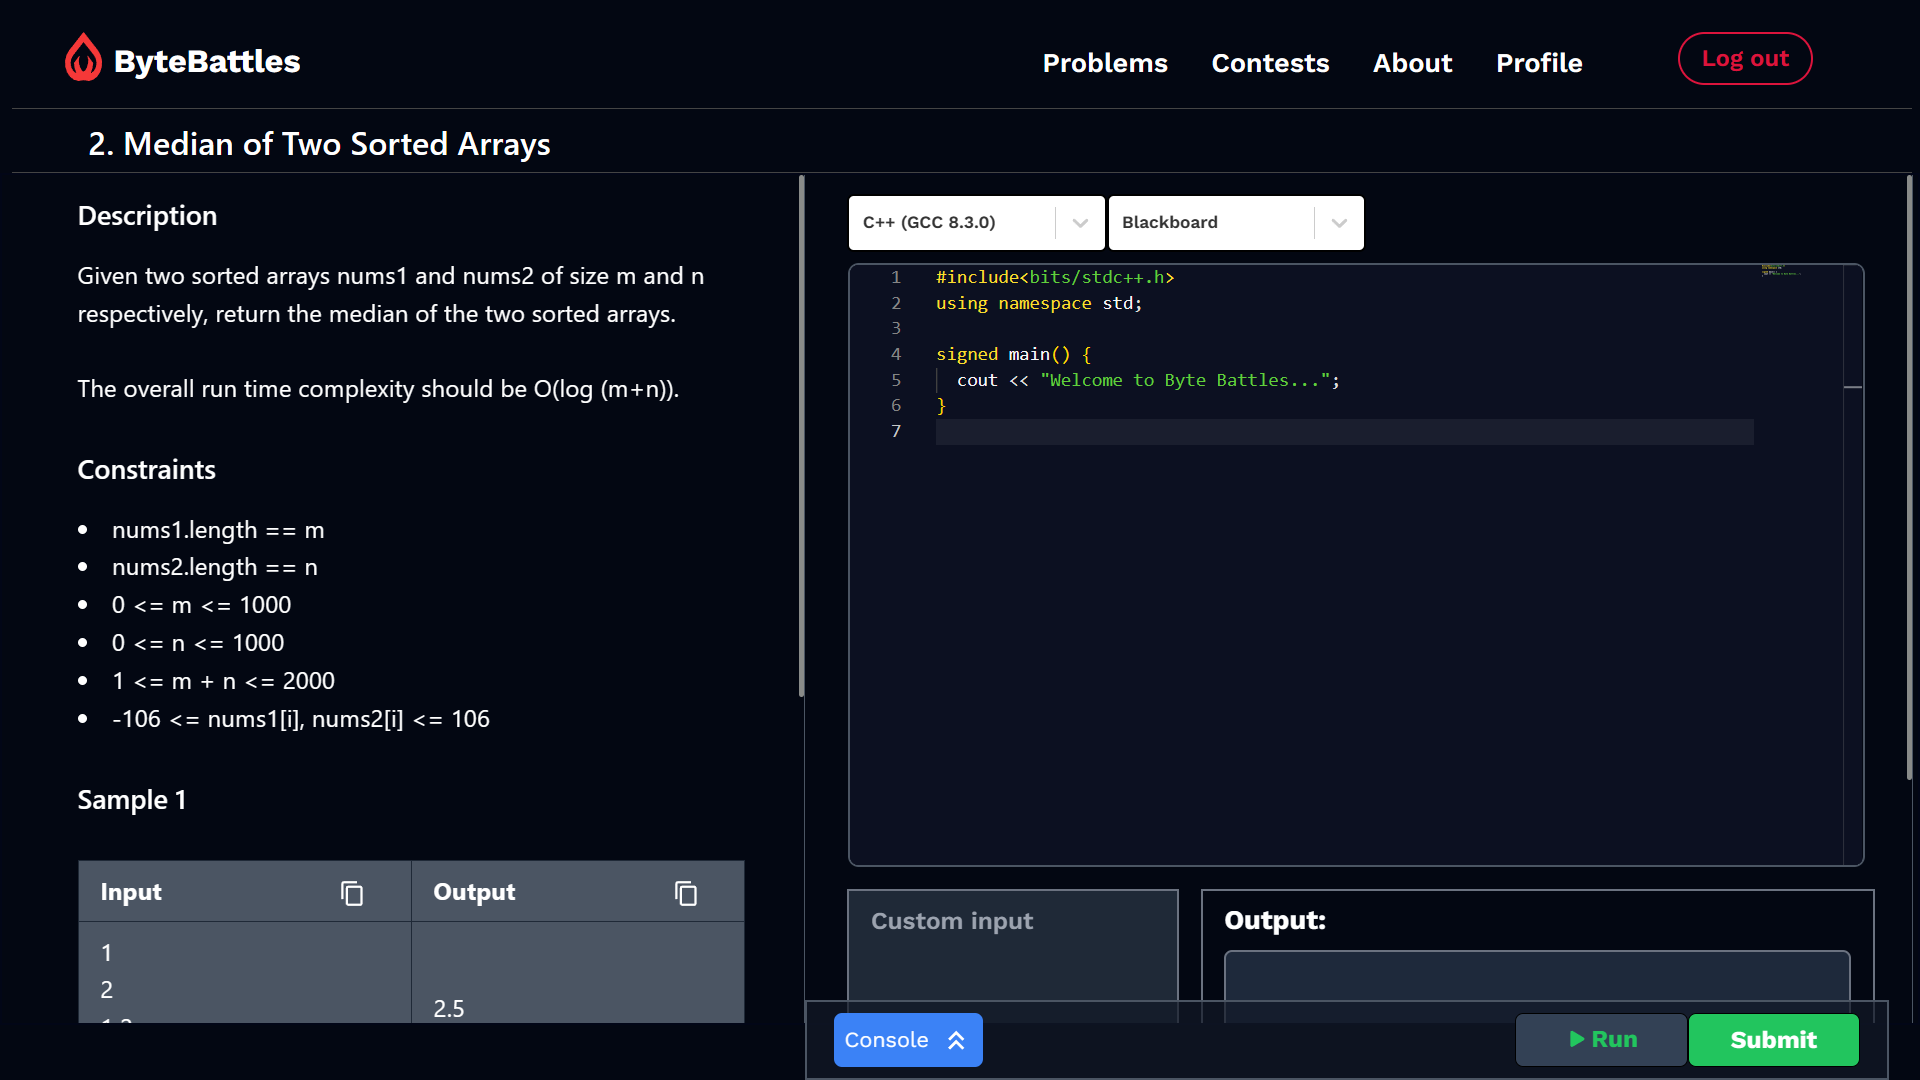 ByteBattles
Problems Contests About Profile Log out
2. Median of Two Sorted Arrays
Description
Given two sorted arrays nums1 and nums2 of size m and n
respectively, return the median of the two sorted arrays.
The overall run time complexity should be O(log (m+n)).
Constraints
• nums1.length == m
• nums2.length == n
• 0 <= m <= 1000
• 0 <= n <= 1000
• 1 <= m + n <= 2000
• -106 <= nums1[i], nums2[i] <= 106
Sample 1
Input Output
1
2
2.5
C++ (GCC 8.3.0) Blackboard
1 #include<bits/stdc++.h>
2 using namespace std;
3
4 signed main() {
5 cout << "Welcome to Byte Battles...";
6 }
7
Custom input
Output:
Console Run Submit